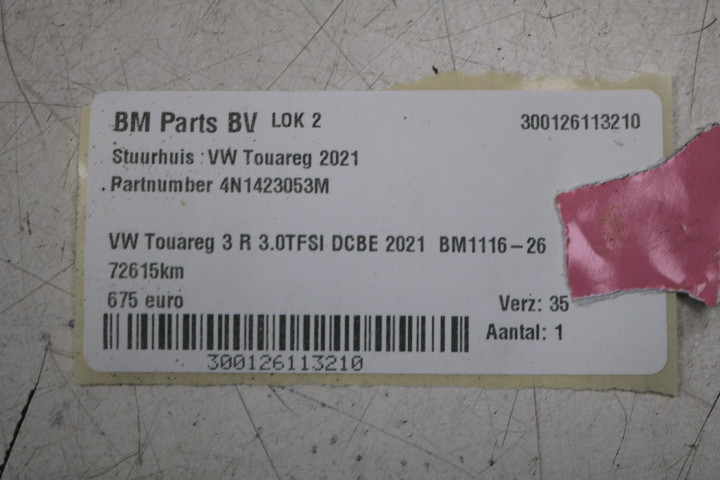 BM Parts BV LOK 2 300126113210
Stuurhuis : VW Touareg 2021
Partnumber 4N1423053M
VW Touareg 3 R 3.0TFSI DCBE 2021 BM1116-26
72615km
675 euro Verz: 35
Aantal: 1
300126113210